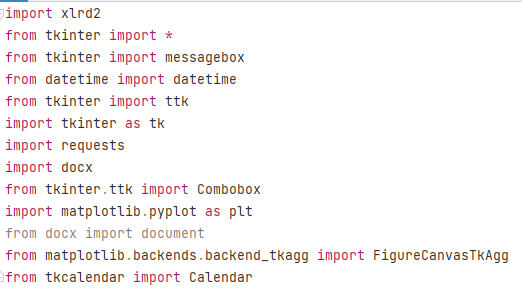 import xlrd2
from tkinter import *
from tkinter import messagebox
from datetime import datetime
from tkinter import ttk
import tkinter as tk
import requests
import docx
from tkinter.ttk import Combobox
import matplotlib.pyplot as plt
from docx import document
from matplotlib.backends.backend_tkagg import FigureCanvasTkAgg
from tkcalendar import Calendar